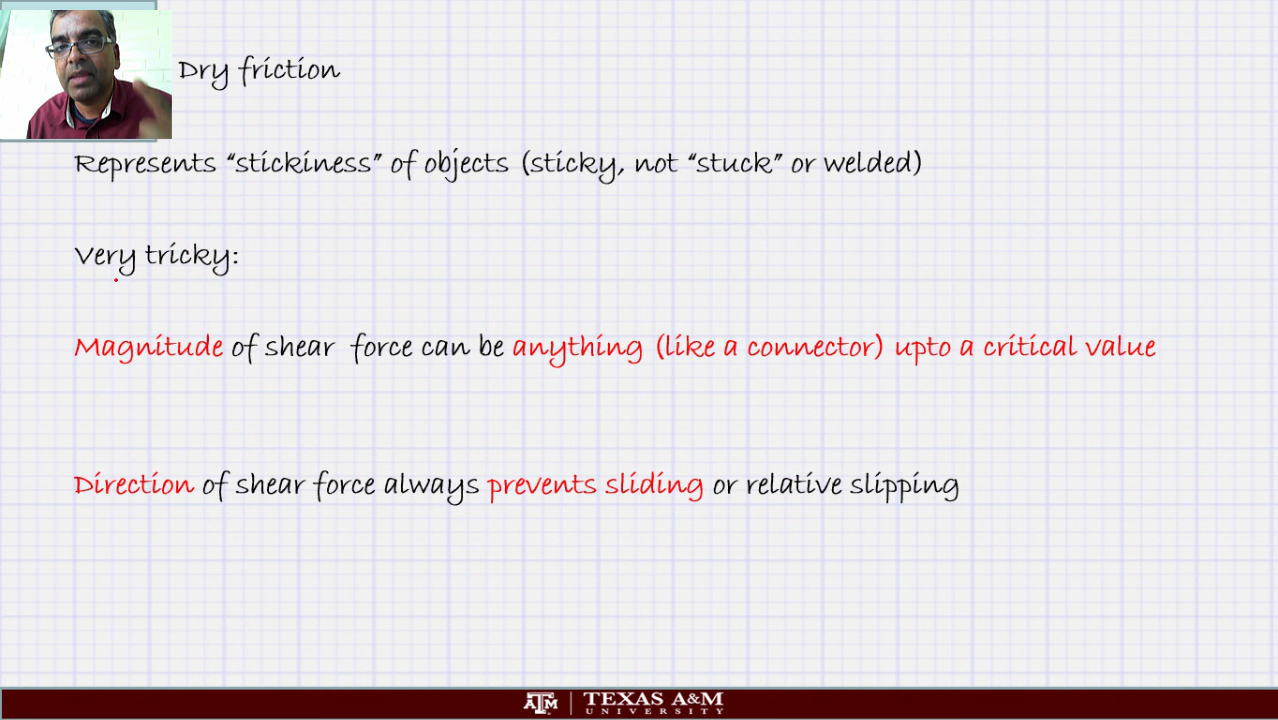 Dry friction
Represents “stickiness” of objects (sticky, not “stuck” or welded)
Very tricky:
Magnitude of shear force can be anything (like a connector) upto a critical value
Direction of shear force always prevents sliding or relative slipping
ATM TEXAS A&M
UNIVERSITY